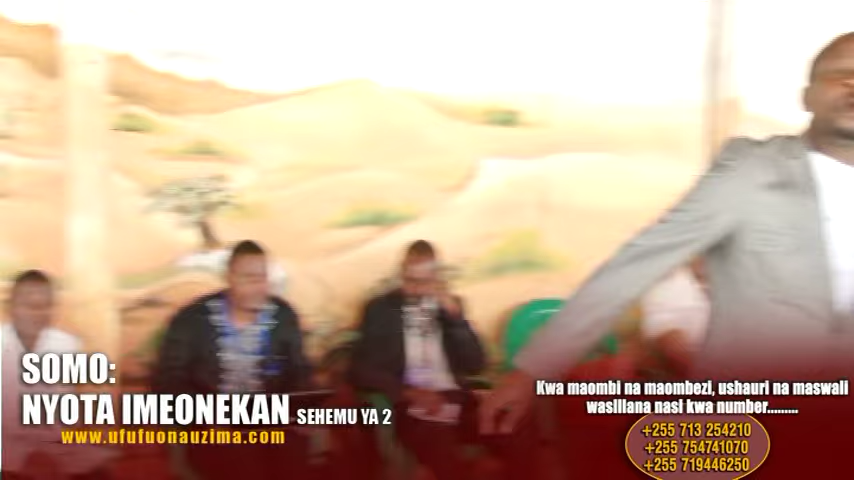 SOMO:
NYOTA IMEONEKAN SEHEMU YA 2
www.ufufuonauzima.com
Kwa maombi na maombezi, ushauri na maswali
wasiliana nasi kwa number.........
+255 713 254210
+255 754741070
+255 719446250